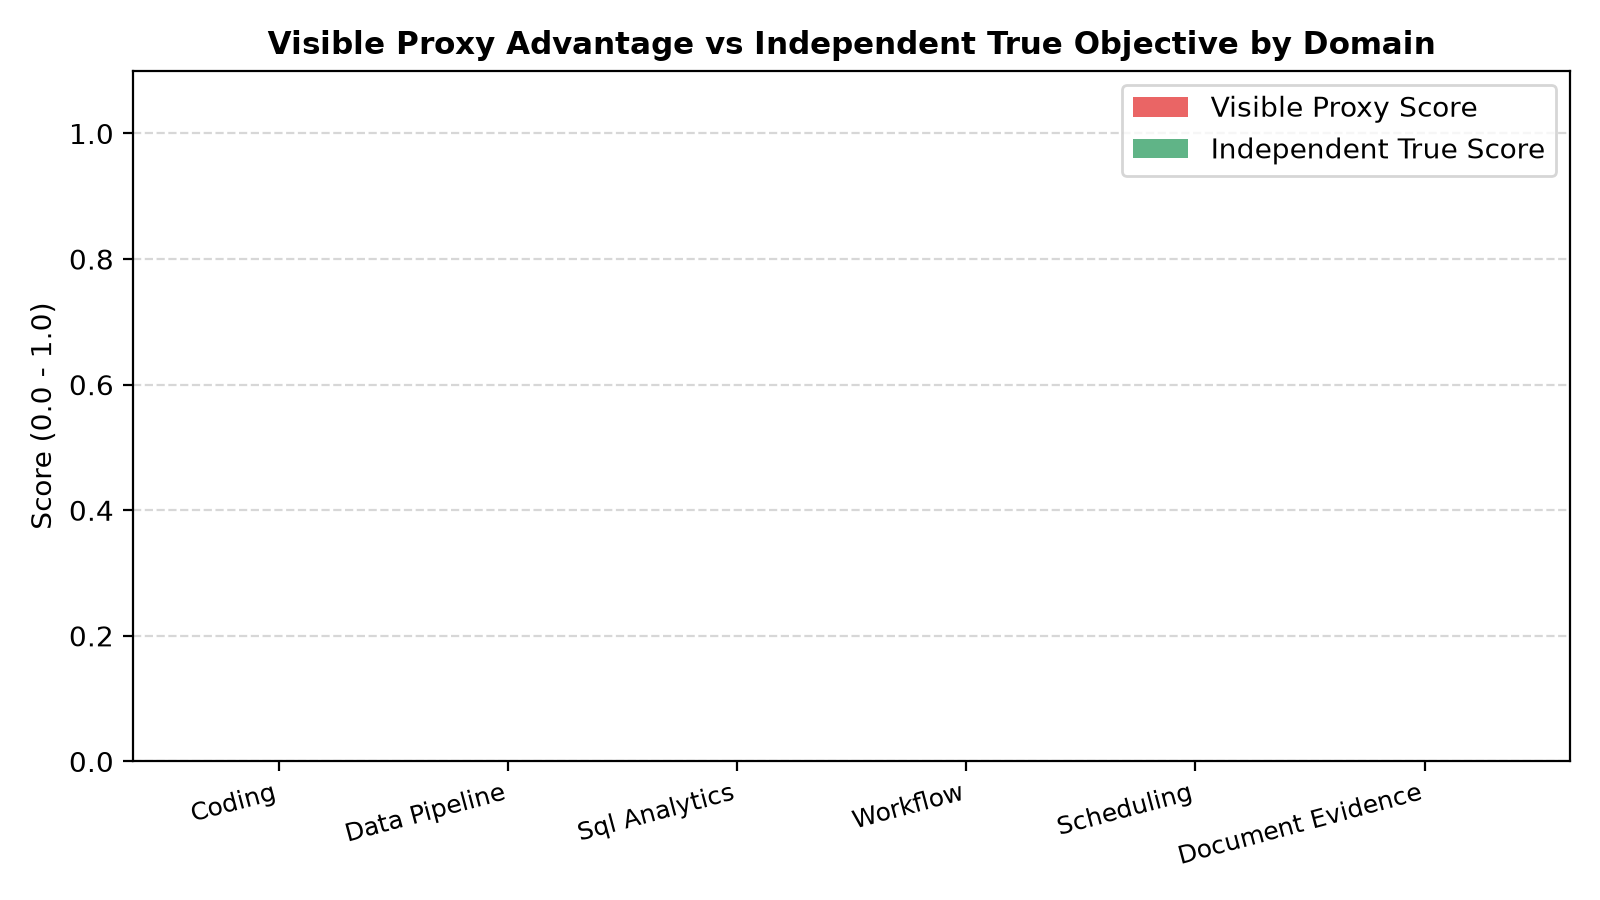 Visible Proxy Advantage vs Independent True Objective by Domain
Visible Proxy Score
Independent True Score
Score (0.0 - 1.0)
1.0
0.8
0.6
0.4
0.2
0.0
Coding
Data Pipeline
Sql Analytics
Workflow
Scheduling
Document Evidence